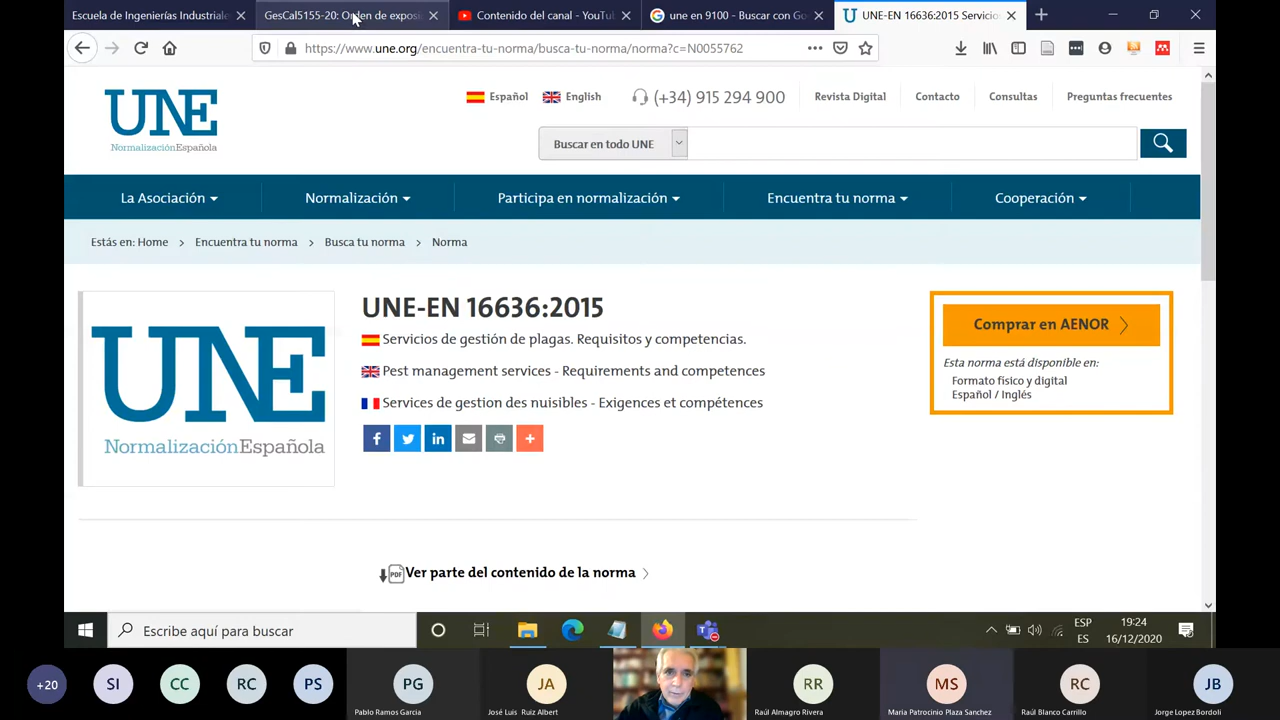 Escuela de Ingenierías Industriale
GesCal5155-20: Orden de exposi
Contenido del canal - YouTu
une en 9100 - Buscar con Go
UNE-EN 16636:2015 Servicio
https://www.une.org/encuentra-tu-norma/busca-tu-norma/norma?c=N0055762
UNE
NormalizaciónEspañola
Español
English
(+34) 915 294 900
Revista Digital
Contacto
Consultas
Preguntas frecuentes
Buscar en todo UNE
La Asociación
Normalización
Participa en normalización
Encuentra tu norma
Cooperación
Estás en: Home > Encuentra tu norma > Busca tu norma > Norma
UNE
NormalizaciónEspañola
UNE-EN 16636:2015
Servicios de gestión de plagas. Requisitos y competencias.
Pest management services - Requirements and competences
Services de gestion des nuisibles - Exigences et compétences
Comprar en AENOR
Esta norma está disponible en:
Formato físico y digital
Español / Inglés
PDF
Ver parte del contenido de la norma
Escribe aquí para buscar
ESP
ES
19:24
16/12/2020
+20
SI
CC
RC
PS
PG
Pablo Ramos Garcia
JA
José Luis Ruiz Albert
RR
Raúl Almagro Rivera
MS
Maria Patrocinio Plaza Sanchez
RC
Raúl Blanco Carrillo
JB
Jorge Lopez Bordoli